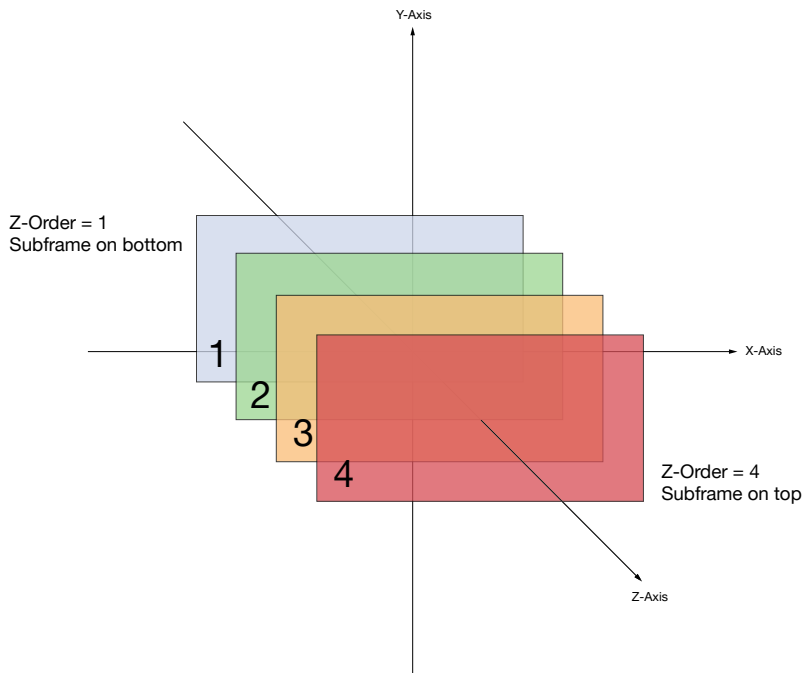 Y-Axis
Z-Order = 1
Subframe on bottom
1
X-Axis
2
3
4
Z-Order = 4
Subframe on top
Z-Axis